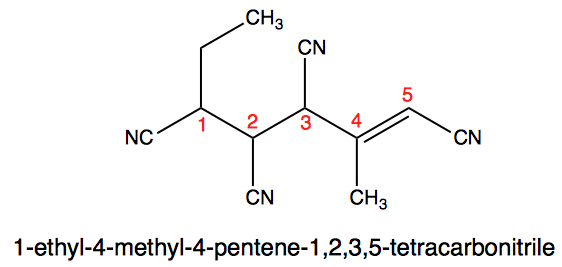 CH3
CN
5
4
NC
1
2
3
CN
CN
CH3
1-ethyl-4-methyl-4-pentene-1,2,3,5-tetracarbonitrile